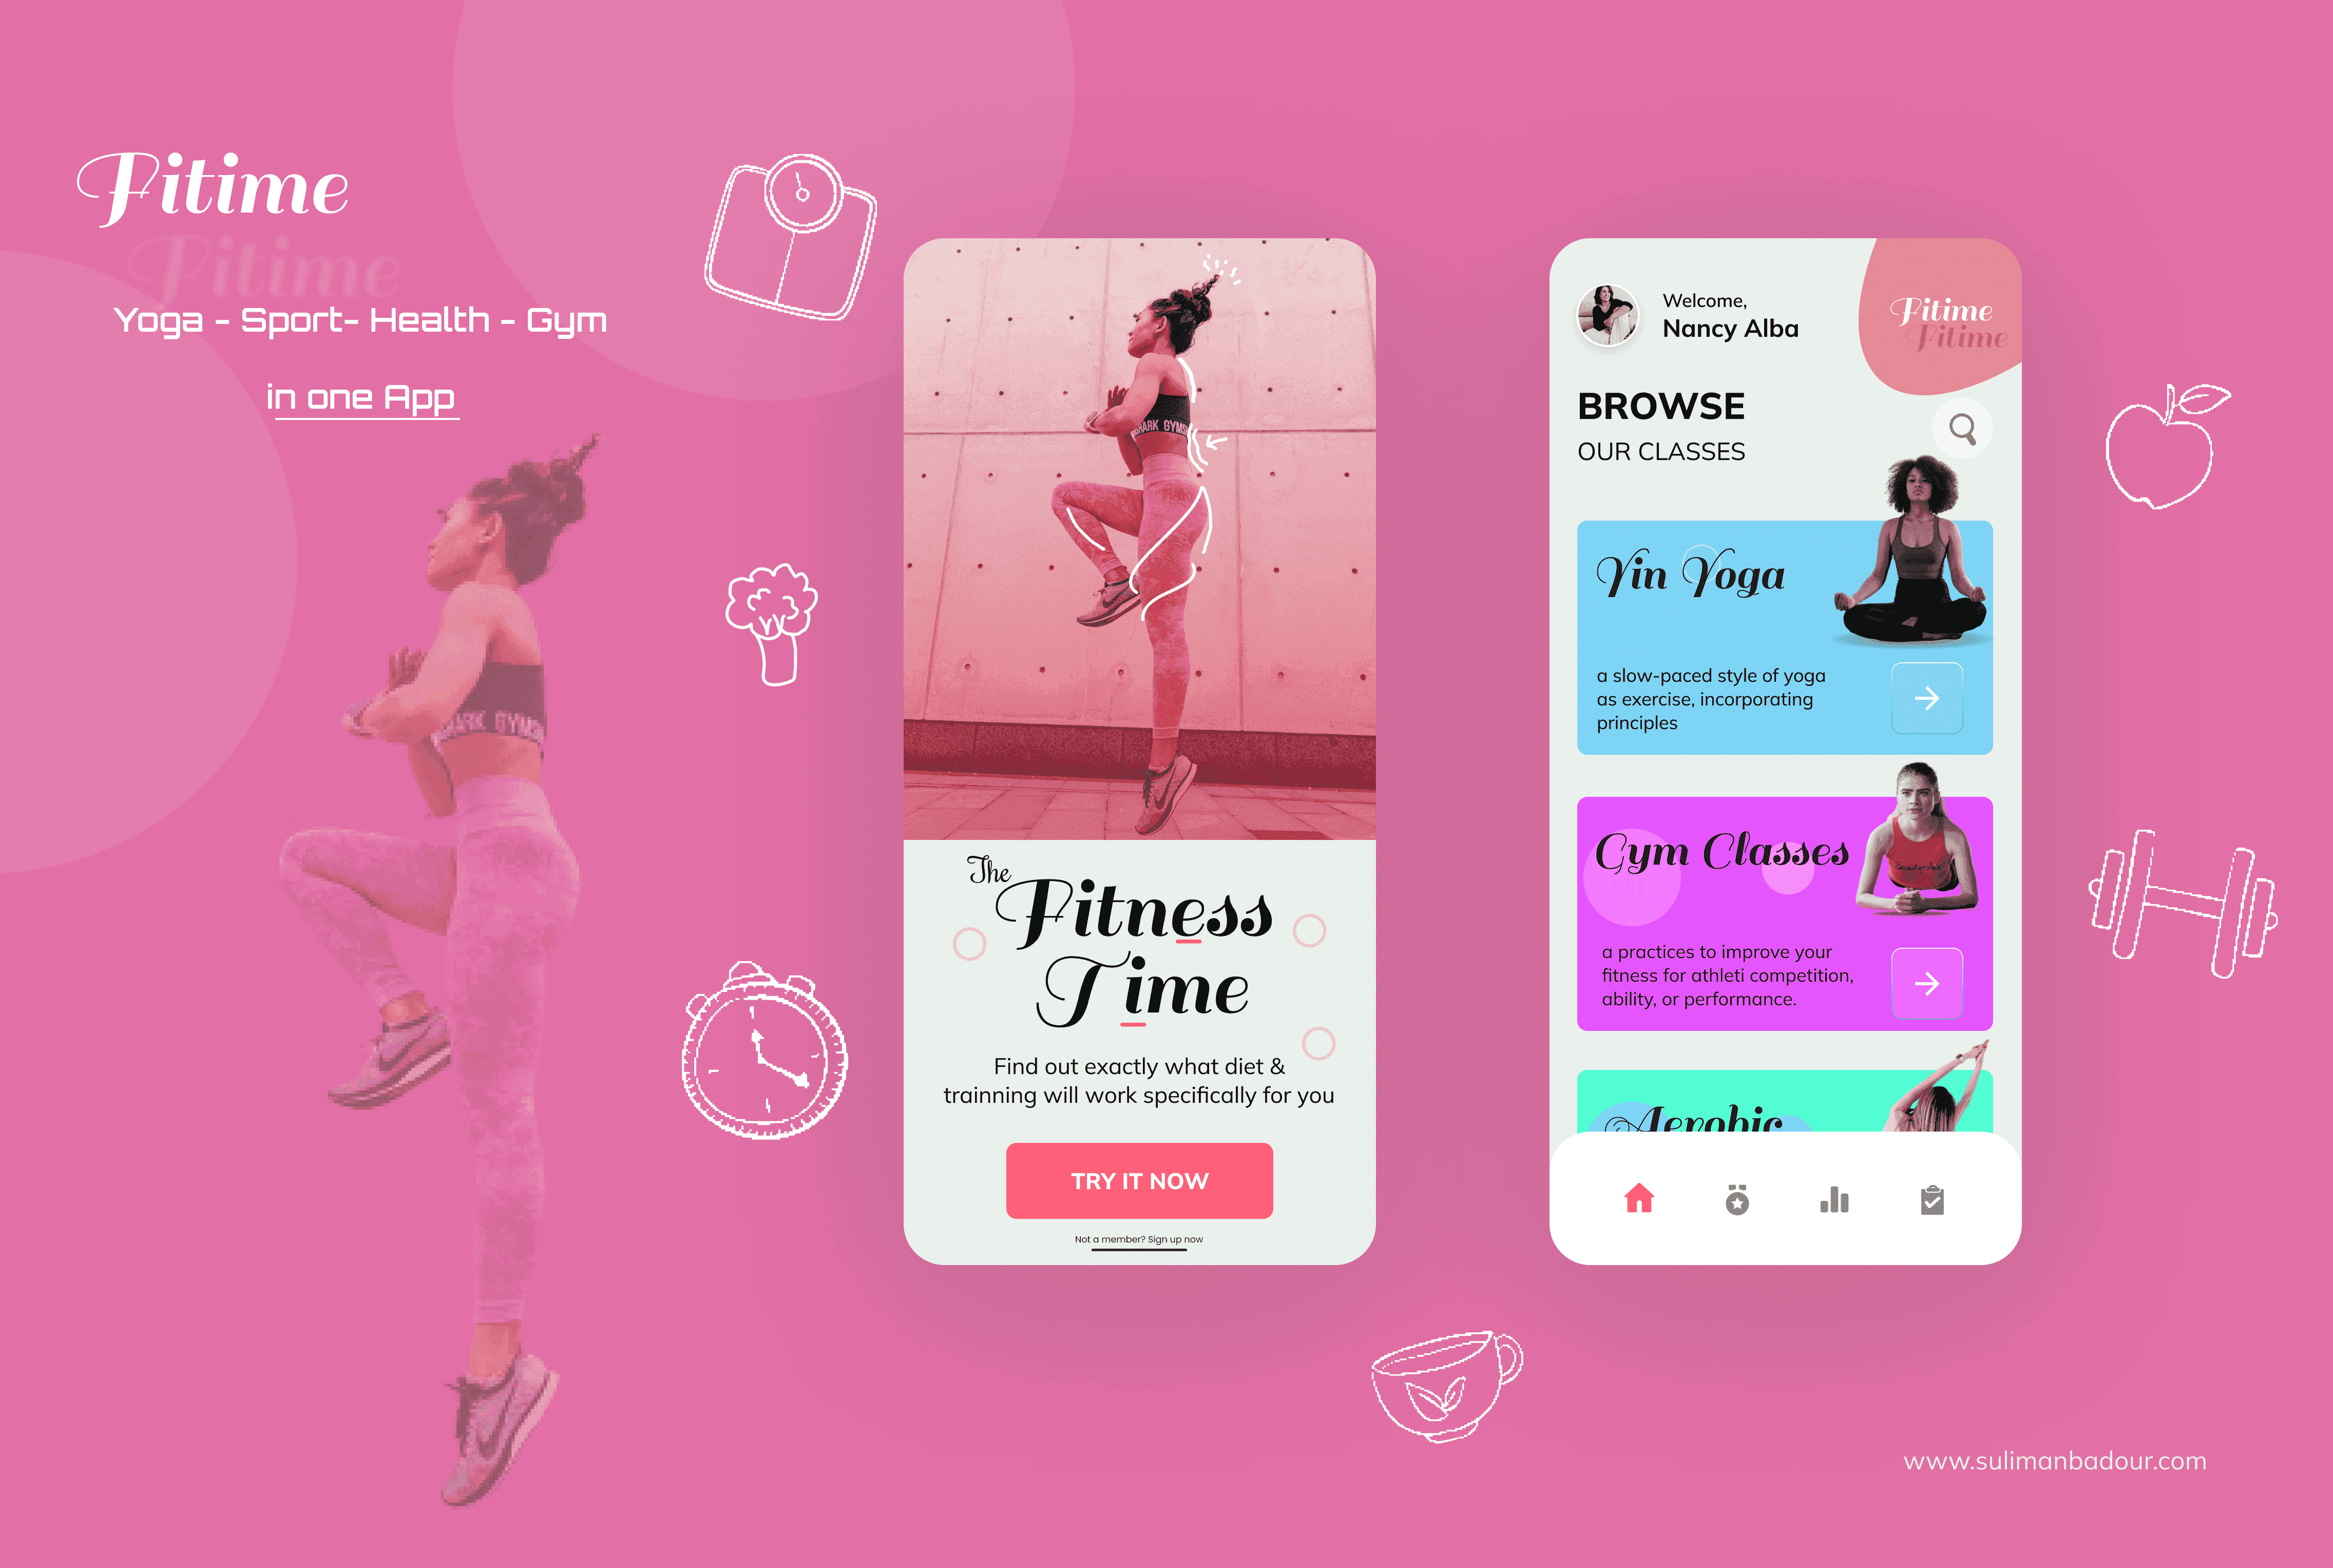 Fitime
Fitime
Yoga - Sport- Health - Gym
in one App
ARK GYMS
SHARK GYMS
The
Fitness
Time
Find out exactly what diet &
trainning will work specifically for you
TRY IT NOW
Not a member? Sign up now
Welcome,
Nancy Alba
Fitime
Fitime
BROWSE
OUR CLASSES
Yin Yoga
a slow-paced style of yoga
as exercise, incorporating
principles
Gym Classes
a practices to improve your
fitness for athleti competition,
ability, or performance.
Aerobic
www.sulimanbadour.com